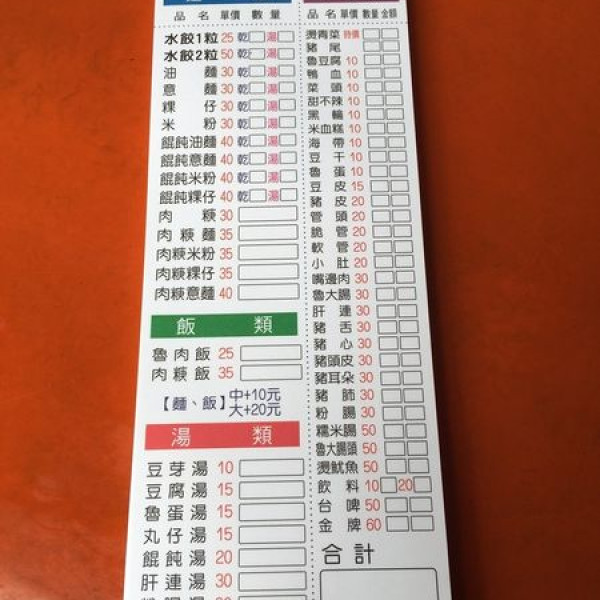 品名 單價 數量
水餃1粒 25 乾 湯
水餃2粒 50 乾 湯
油麵 30 乾 湯
意麵 30 乾 湯
粿仔 30 乾 湯
米粉 30 乾 湯
餛飩油麵 40 乾 湯
餛飩意麵 40 乾 湯
餛飩米粉 40 乾 湯
餛飩粿仔 40 乾 湯
肉粳 30
肉粳麵 35
肉粳米粉 35
肉粳粿仔 35
肉粳意麵 40
飯類
魯肉飯 25
肉粳飯 35
【麵、飯】中+10元
大+20元
湯類
豆芽湯 10
豆腐湯 15
魯蛋湯 15
丸仔湯 15
餛飩湯 20
肝連湯 30
品名 單價 數量 金額
燙青菜 時價
豬尾
魯豆腐 10
鴨血 10
菜頭 10
甜不辣 10
黑輪 10
米血糕 10
海帶 10
豆干 10
魯蛋 10
豆皮 15
豬皮 20
管頭 20
脆管 20
軟管 20
小肚 20
嘴邊肉 30
魯大腸 30
肝連 30
豬舌 30
豬心 30
豬頭皮 30
豬耳朵 30
豬肺 30
粉腸 30
糯米腸 50
魯大腸頭 50
燙魷魚 50
飲料 10 20
台啤 50
金牌 60
合計